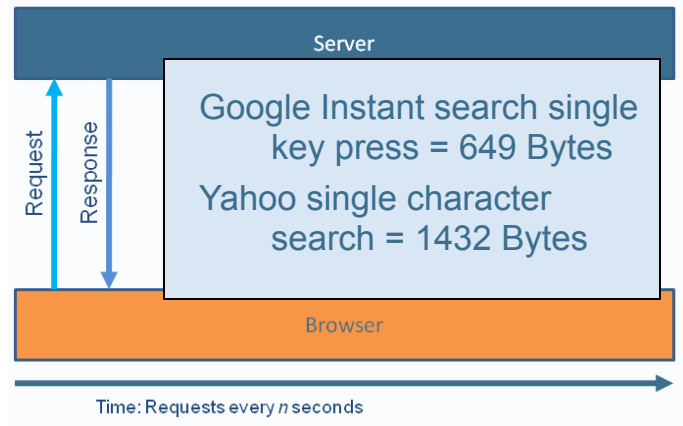 Server
Request
Response
Google Instant search single
key press = 649 Bytes
Yahoo single character
search = 1432 Bytes
Browser
Time: Requests every n seconds